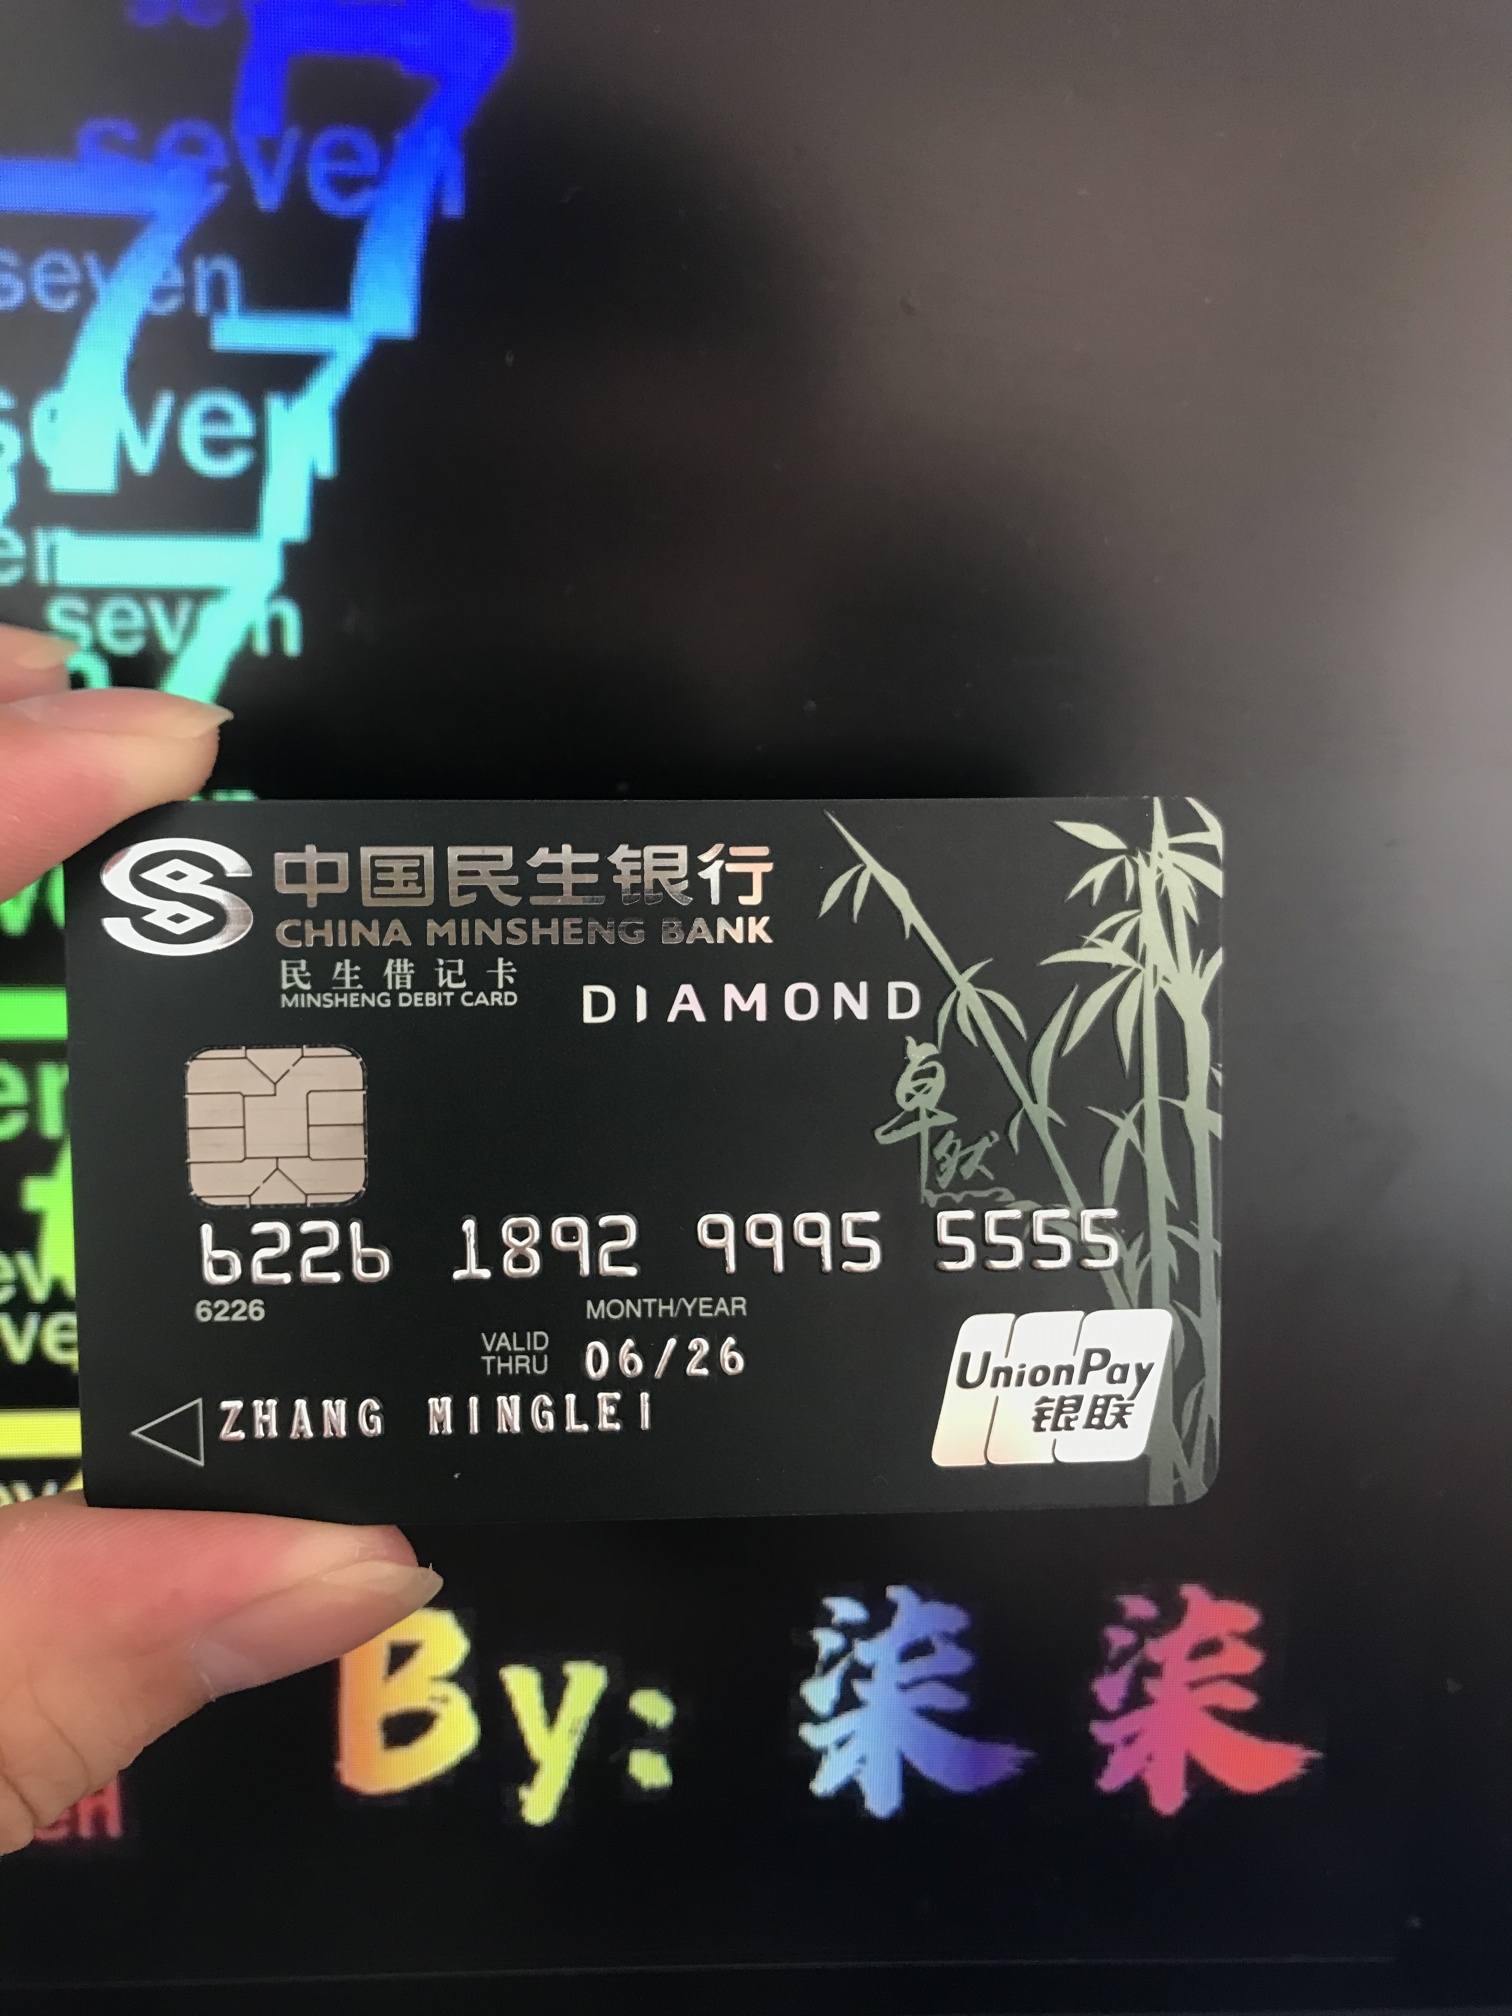 seven
seven
seven
seven
中国民生银行
CHINA MINSHENG BANK
民生借记卡
MINSHENG DEBIT CARD
DIAMOND
卓然
6226 1892 9995 5555
6226
MONTH/YEAR
VALID THRU 06/26
ZHANG MINGLEI
UnionPay
银联
By: 柒柒